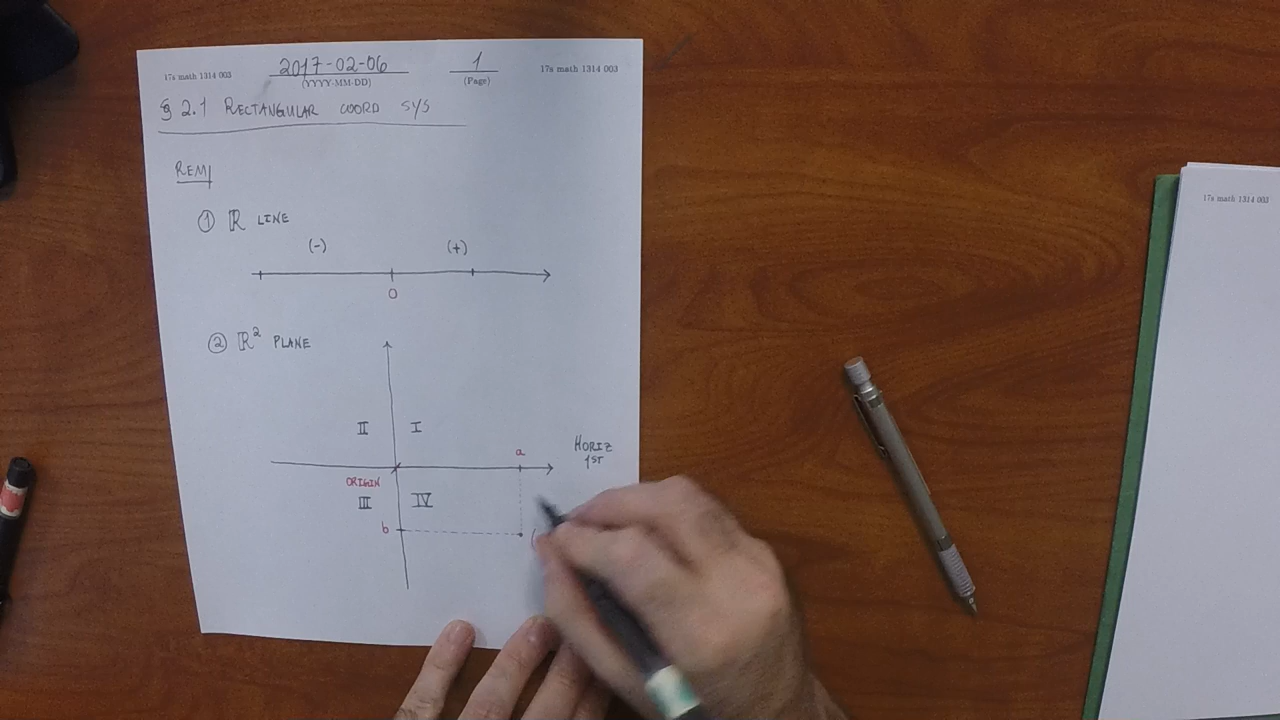 17s math 1314 003
2017-02-06
(YYYY-MM-DD)
1
(Page)
17s math 1314 003
§ 2.1 RECTANGULAR COORD SYS
REM
① ℝ LINE
(-) (+)
0
② ℝ² PLANE
II I
HORIZ
1ST
a
ORIGIN
III IV
b
(
17s math 1314 003